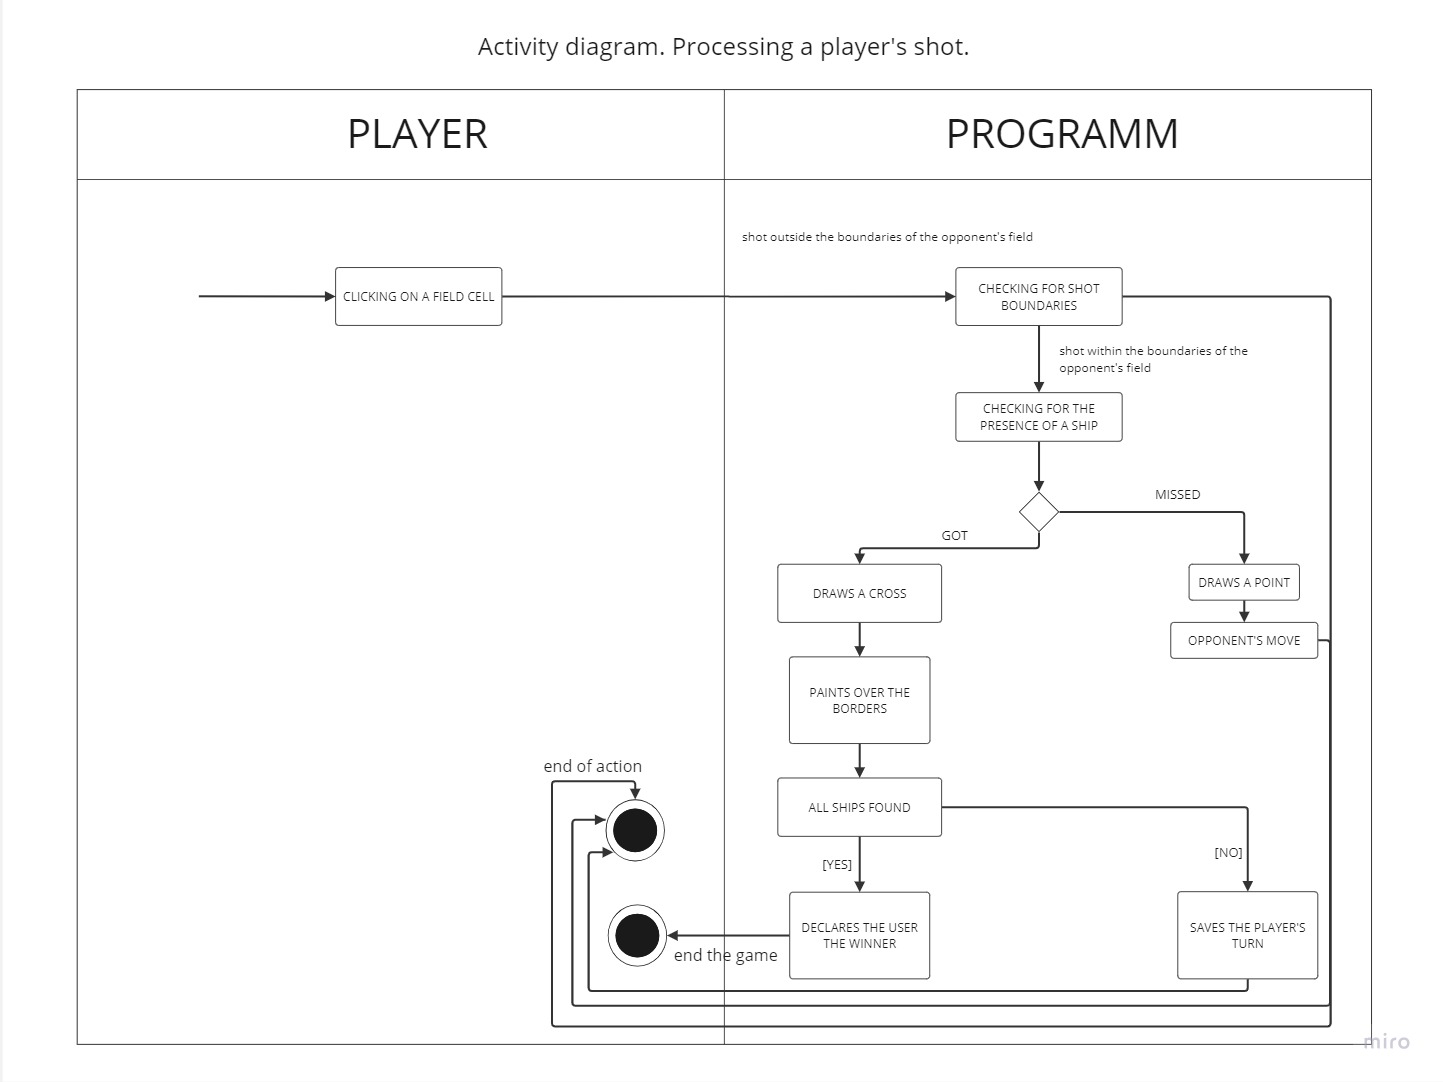 Activity diagram. Processing a player's shot.
PLAYER
PROGRAMM
shot outside the boundaries of the opponent's field
CLICKING ON A FIELD CELL
CHECKING FOR SHOT
BOUNDARIES
shot within the boundaries of the
opponent's field
CHECKING FOR THE
PRESENCE OF A SHIP
MISSED
GOT
DRAWS A CROSS
DRAWS A POINT
OPPONENT'S MOVE
PAINTS OVER THE
BORDERS
end of action
ALL SHIPS FOUND
[YES]
[NO]
DECLARES THE USER
THE WINNER
SAVES THE PLAYER'S
TURN
end the game
miro